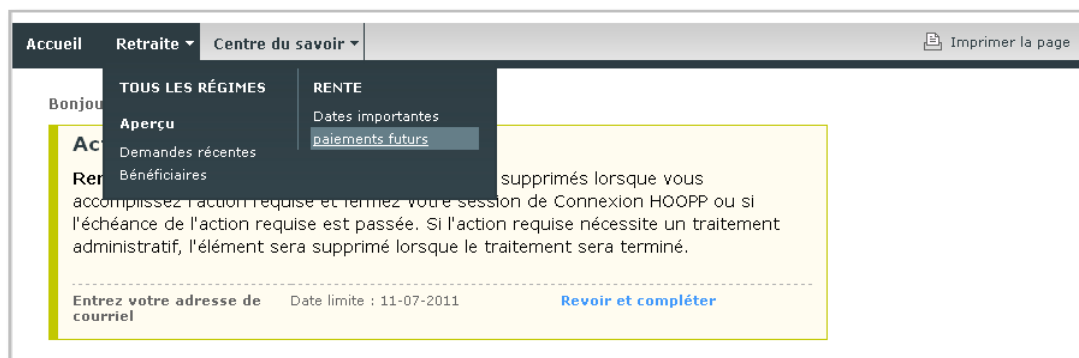 Accueil Retraite Centre du savoir Imprimer la page
TOUS LES RÉGIMES RENTE
Bonjou
Aperçu Dates importantes
paiements futurs
Demandes récentes
Bénéficiaires
supprimés lorsque vous
accomplissez l'action requise et fermez votre session de Connexion HOOPP ou si
l'échéance de l'action requise est passée. Si l'action requise nécessite un traitement
administratif, l'élément sera supprimé lorsque le traitement sera terminé.
Entrez votre adresse de Date limite : 11-07-2011 Revoir et compléter
courriel